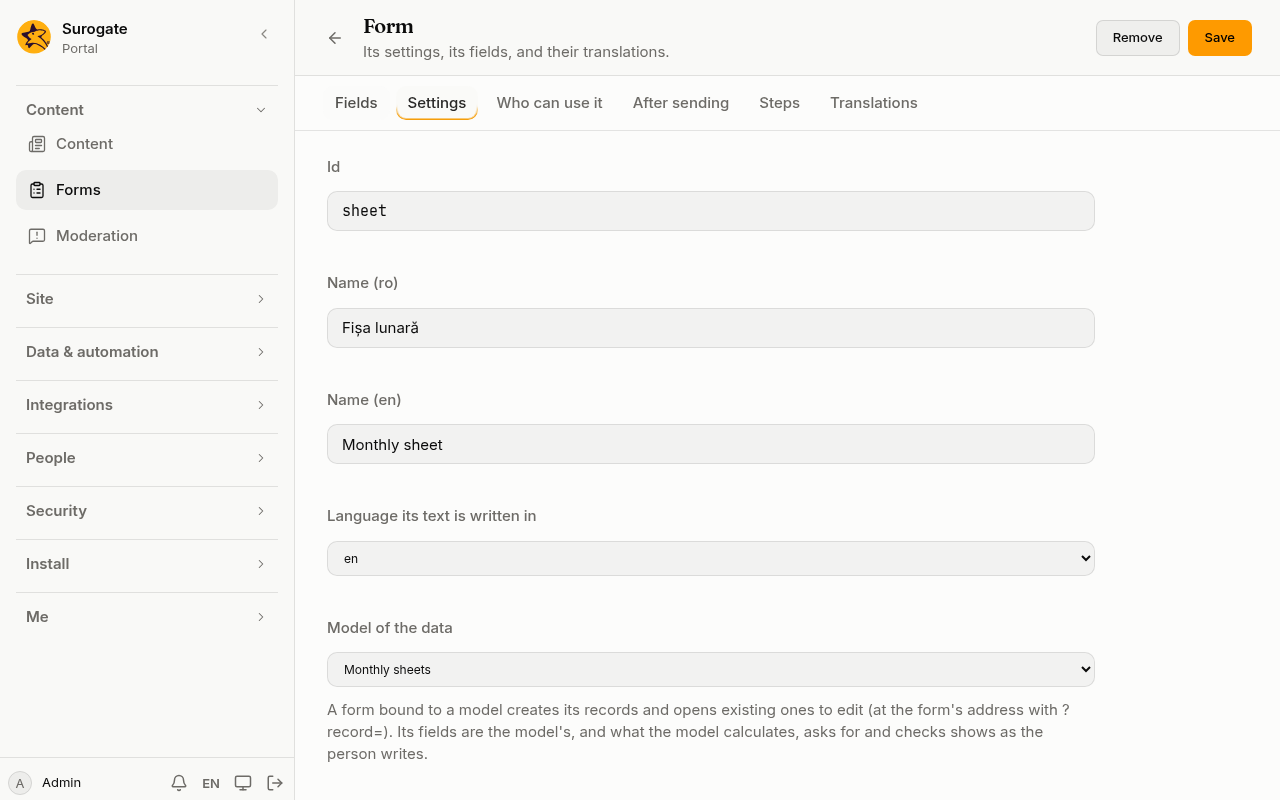 Surogate
Portal
Content
Content
Forms
Moderation
Site
Data & automation
Integrations
People
Security
Install
Me
A
Admin
EN
Form
Its settings, its fields, and their translations.
Remove
Save
Fields
Settings
Who can use it
After sending
Steps
Translations
Id
sheet
Name (ro)
Fișa lunară
Name (en)
Monthly sheet
Language its text is written in
en
Model of the data
Monthly sheets
A form bound to a model creates its records and opens existing ones to edit (at the form's address with ?
record=). Its fields are the model's, and what the model calculates, asks for and checks shows as the
person writes.